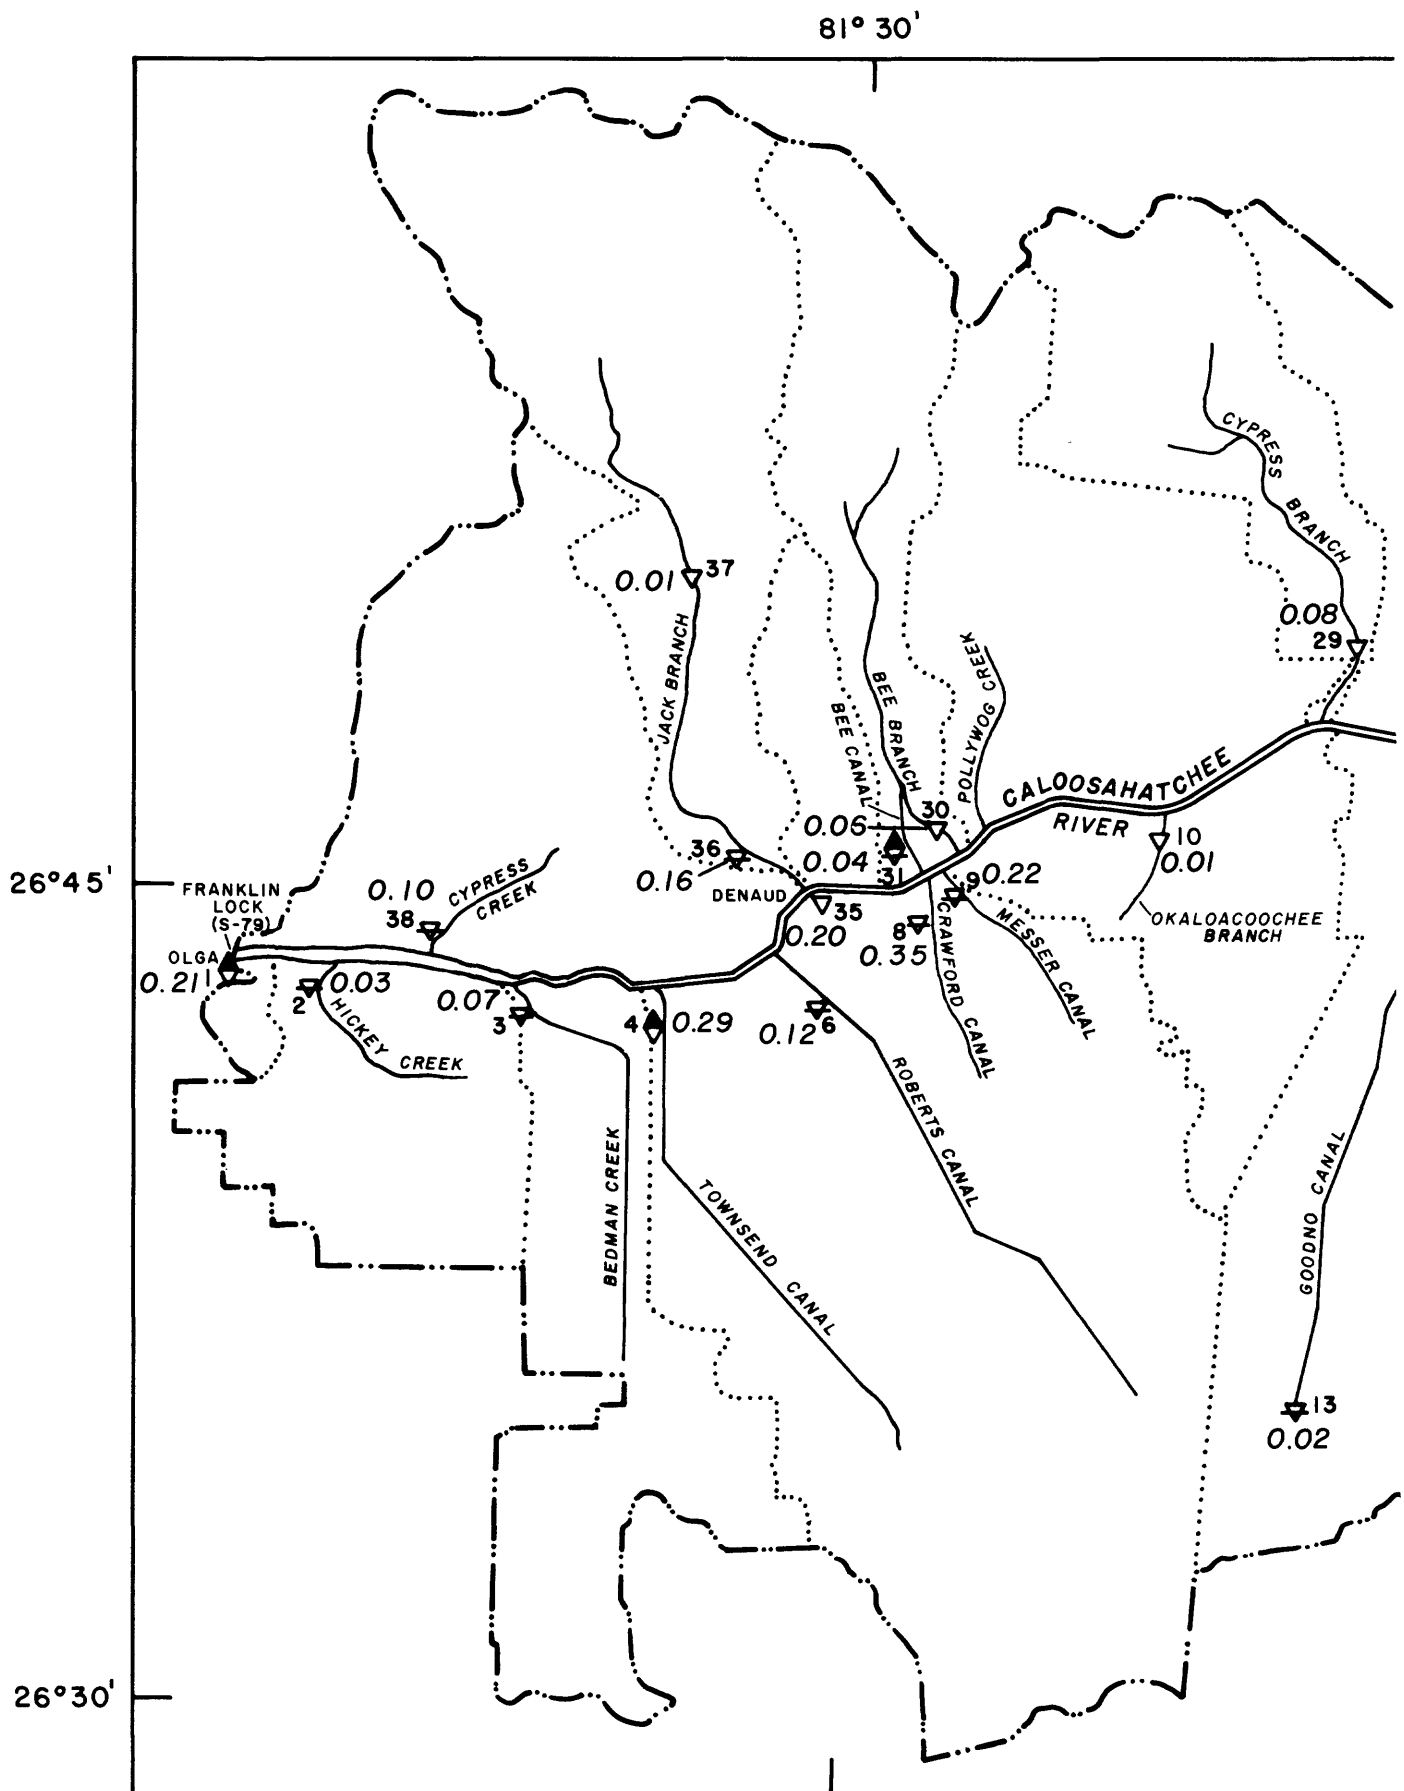 81° 30'
CYPRESS
BRANCH
0.01
37
0.08
29
JACK BRANCH
BEE BRANCH
BEE CANAL
POLLYWOG CREEK
CALOOSAHATCHEE
RIVER
30
0.06
36
0.16
0.04
31
10
0.01
26° 45'
FRANKLIN
LOCK
(S-79)
0.10
38
CYPRESS
CREEK
DENAUD
35
0.20
9
0.22
8
0.35
OKALOACOOCHEE
BRANCH
OLGA
0.21
1
2
0.03
HICKEY
CREEK
0.07
3
4
0.29
0.12
6
CRAWFORD CANAL
MESSER CANAL
ROBERTS CANAL
BEDMAN CREEK
TOWNSEND CANAL
GOODNO CANAL
13
0.02
26° 30'